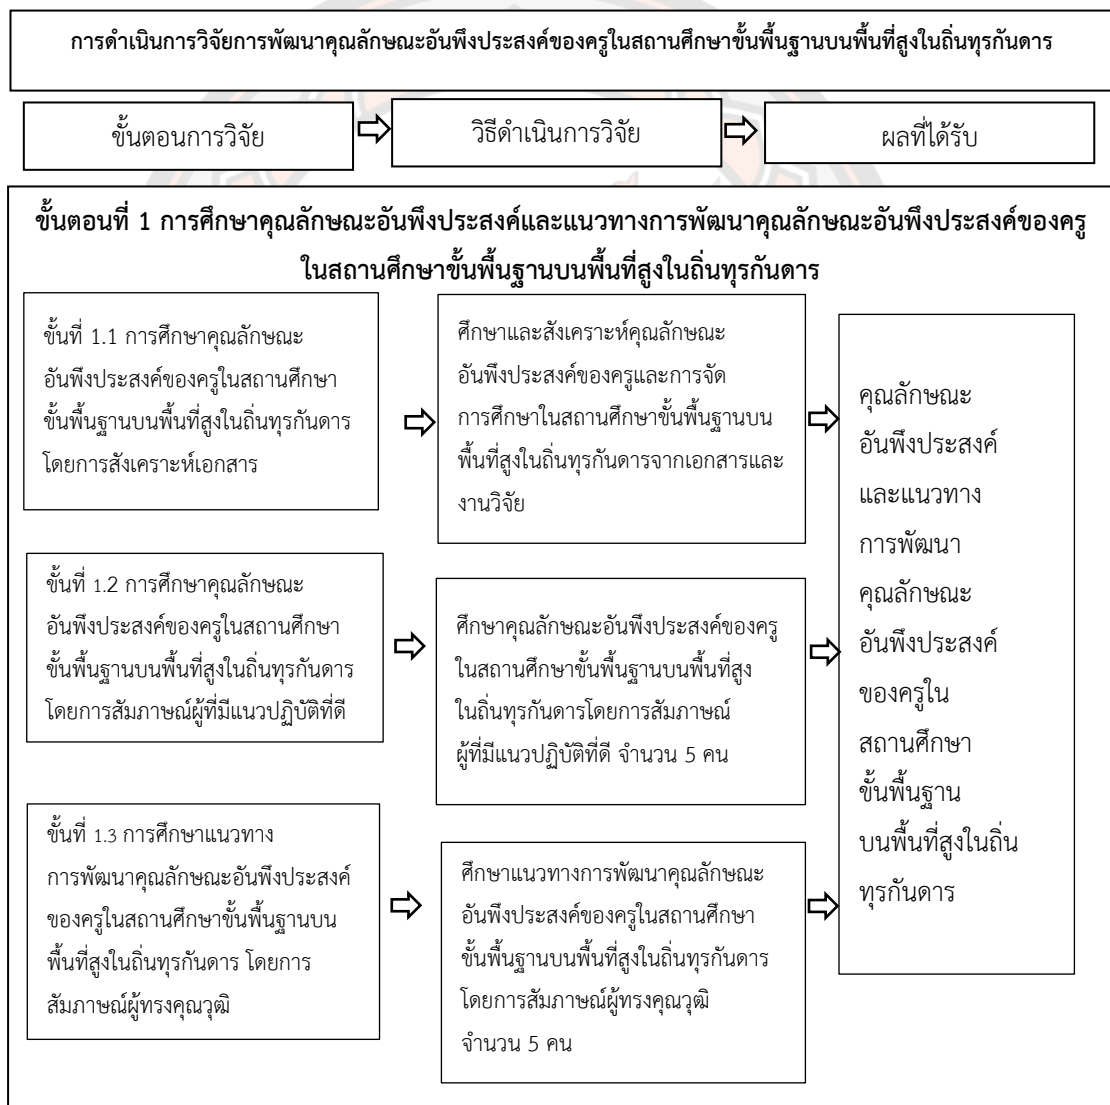 การดำเนินการวิจัยการพัฒนาคุณลักษณะอันพึงประสงค์ของครูในสถานศึกษาขั้นพื้นฐานบนพื้นที่สูงในถิ่นทุรกันดาร
ขั้นตอนการวิจัย
วิธีดำเนินการวิจัย
ผลที่ได้รับ
ขั้นตอนที่ 1 การศึกษาคุณลักษณะอันพึงประสงค์และแนวทางการพัฒนาคุณลักษณะอันพึงประสงค์ของครู
ในสถานศึกษาขั้นพื้นฐานบนพื้นที่สูงในถิ่นทุรกันดาร
ขั้นที่ 1.1 การศึกษาคุณลักษณะ
อันพึงประสงค์ของครูในสถานศึกษา
ขั้นพื้นฐานบนพื้นที่สูงในถิ่นทุรกันดาร
โดยการสังเคราะห์เอกสาร
ศึกษาและสังเคราะห์คุณลักษณะ
อันพึงประสงค์ของครูและการจัด
การศึกษาในสถานศึกษาขั้นพื้นฐานบน
พื้นที่สูงในถิ่นทุรกันดารจากเอกสารและ
งานวิจัย
ขั้นที่ 1.2 การศึกษาคุณลักษณะ
อันพึงประสงค์ของครูในสถานศึกษา
ขั้นพื้นฐานบนพื้นที่สูงในถิ่นทุรกันดาร
โดยการสัมภาษณ์ผู้ที่มีแนวปฏิบัติที่ดี
ศึกษาคุณลักษณะอันพึงประสงค์ของครู
ในสถานศึกษาขั้นพื้นฐานบนพื้นที่สูง
ในถิ่นทุรกันดารโดยการสัมภาษณ์
ผู้ที่มีแนวปฏิบัติที่ดี จำนวน 5 คน
ขั้นที่ 1.3 การศึกษาแนวทาง
การพัฒนาคุณลักษณะอันพึงประสงค์
ของครูในสถานศึกษาขั้นพื้นฐานบน
พื้นที่สูงในถิ่นทุรกันดาร โดยการ
สัมภาษณ์ผู้ทรงคุณวุฒิ
ศึกษาแนวทางการพัฒนาคุณลักษณะ
อันพึงประสงค์ของครูในสถานศึกษา
ขั้นพื้นฐานบนพื้นที่สูงในถิ่นทุรกันดาร
โดยการสัมภาษณ์ผู้ทรงคุณวุฒิ
จำนวน 5 คน
คุณลักษณะ
อันพึงประสงค์
และแนวทาง
การพัฒนา
คุณลักษณะ
อันพึงประสงค์
ของครูใน
สถานศึกษา
ขั้นพื้นฐาน
บนพื้นที่สูงในถิ่น
ทุรกันดาร